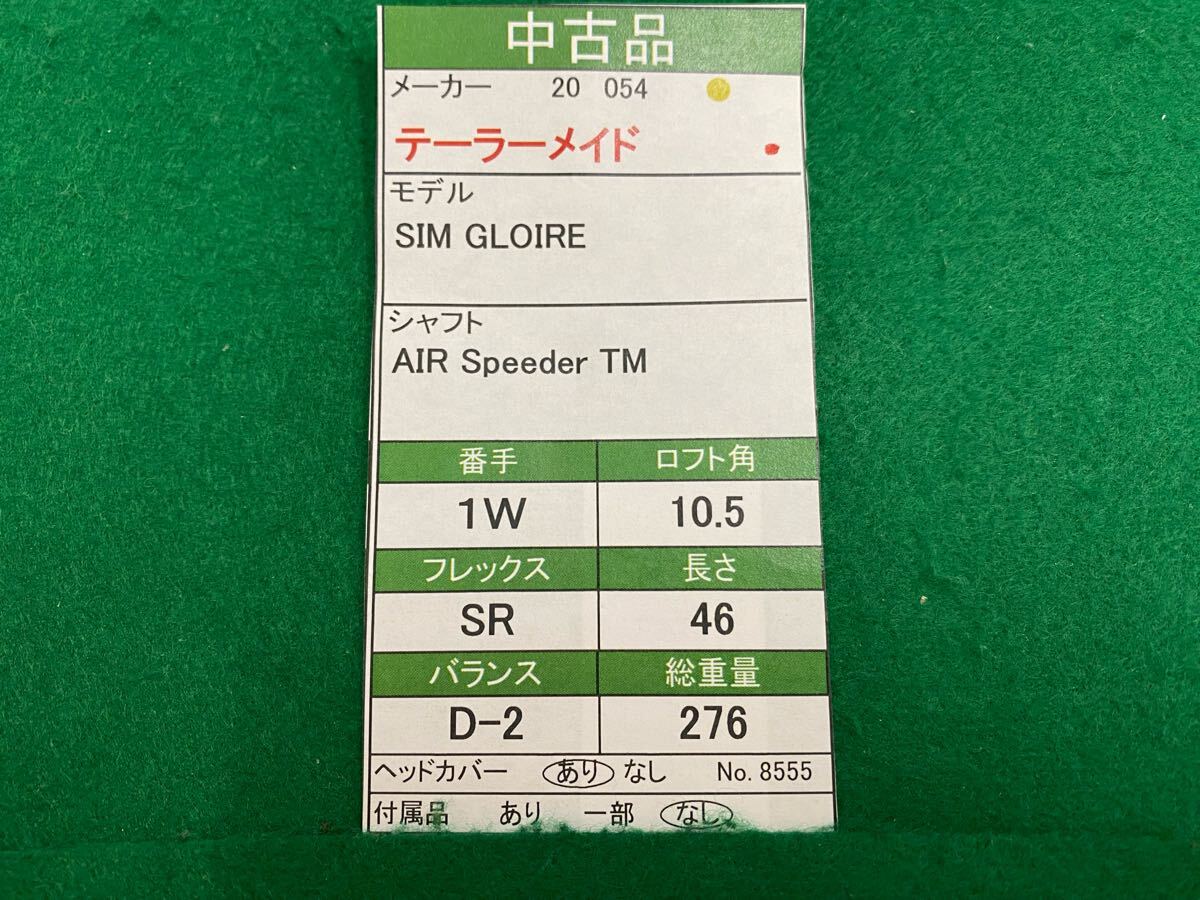 中古品
メーカー 20 054
テーラーメイド
モデル
SIM GLOIRE
シャフト
AIR Speeder TM
番手 ロフト角
1W 10.5
フレックス 長さ
SR 46
バランス 総重量
D-2 276
ヘッドカバー あり なし No. 8555
付属品 あり 一部 なし